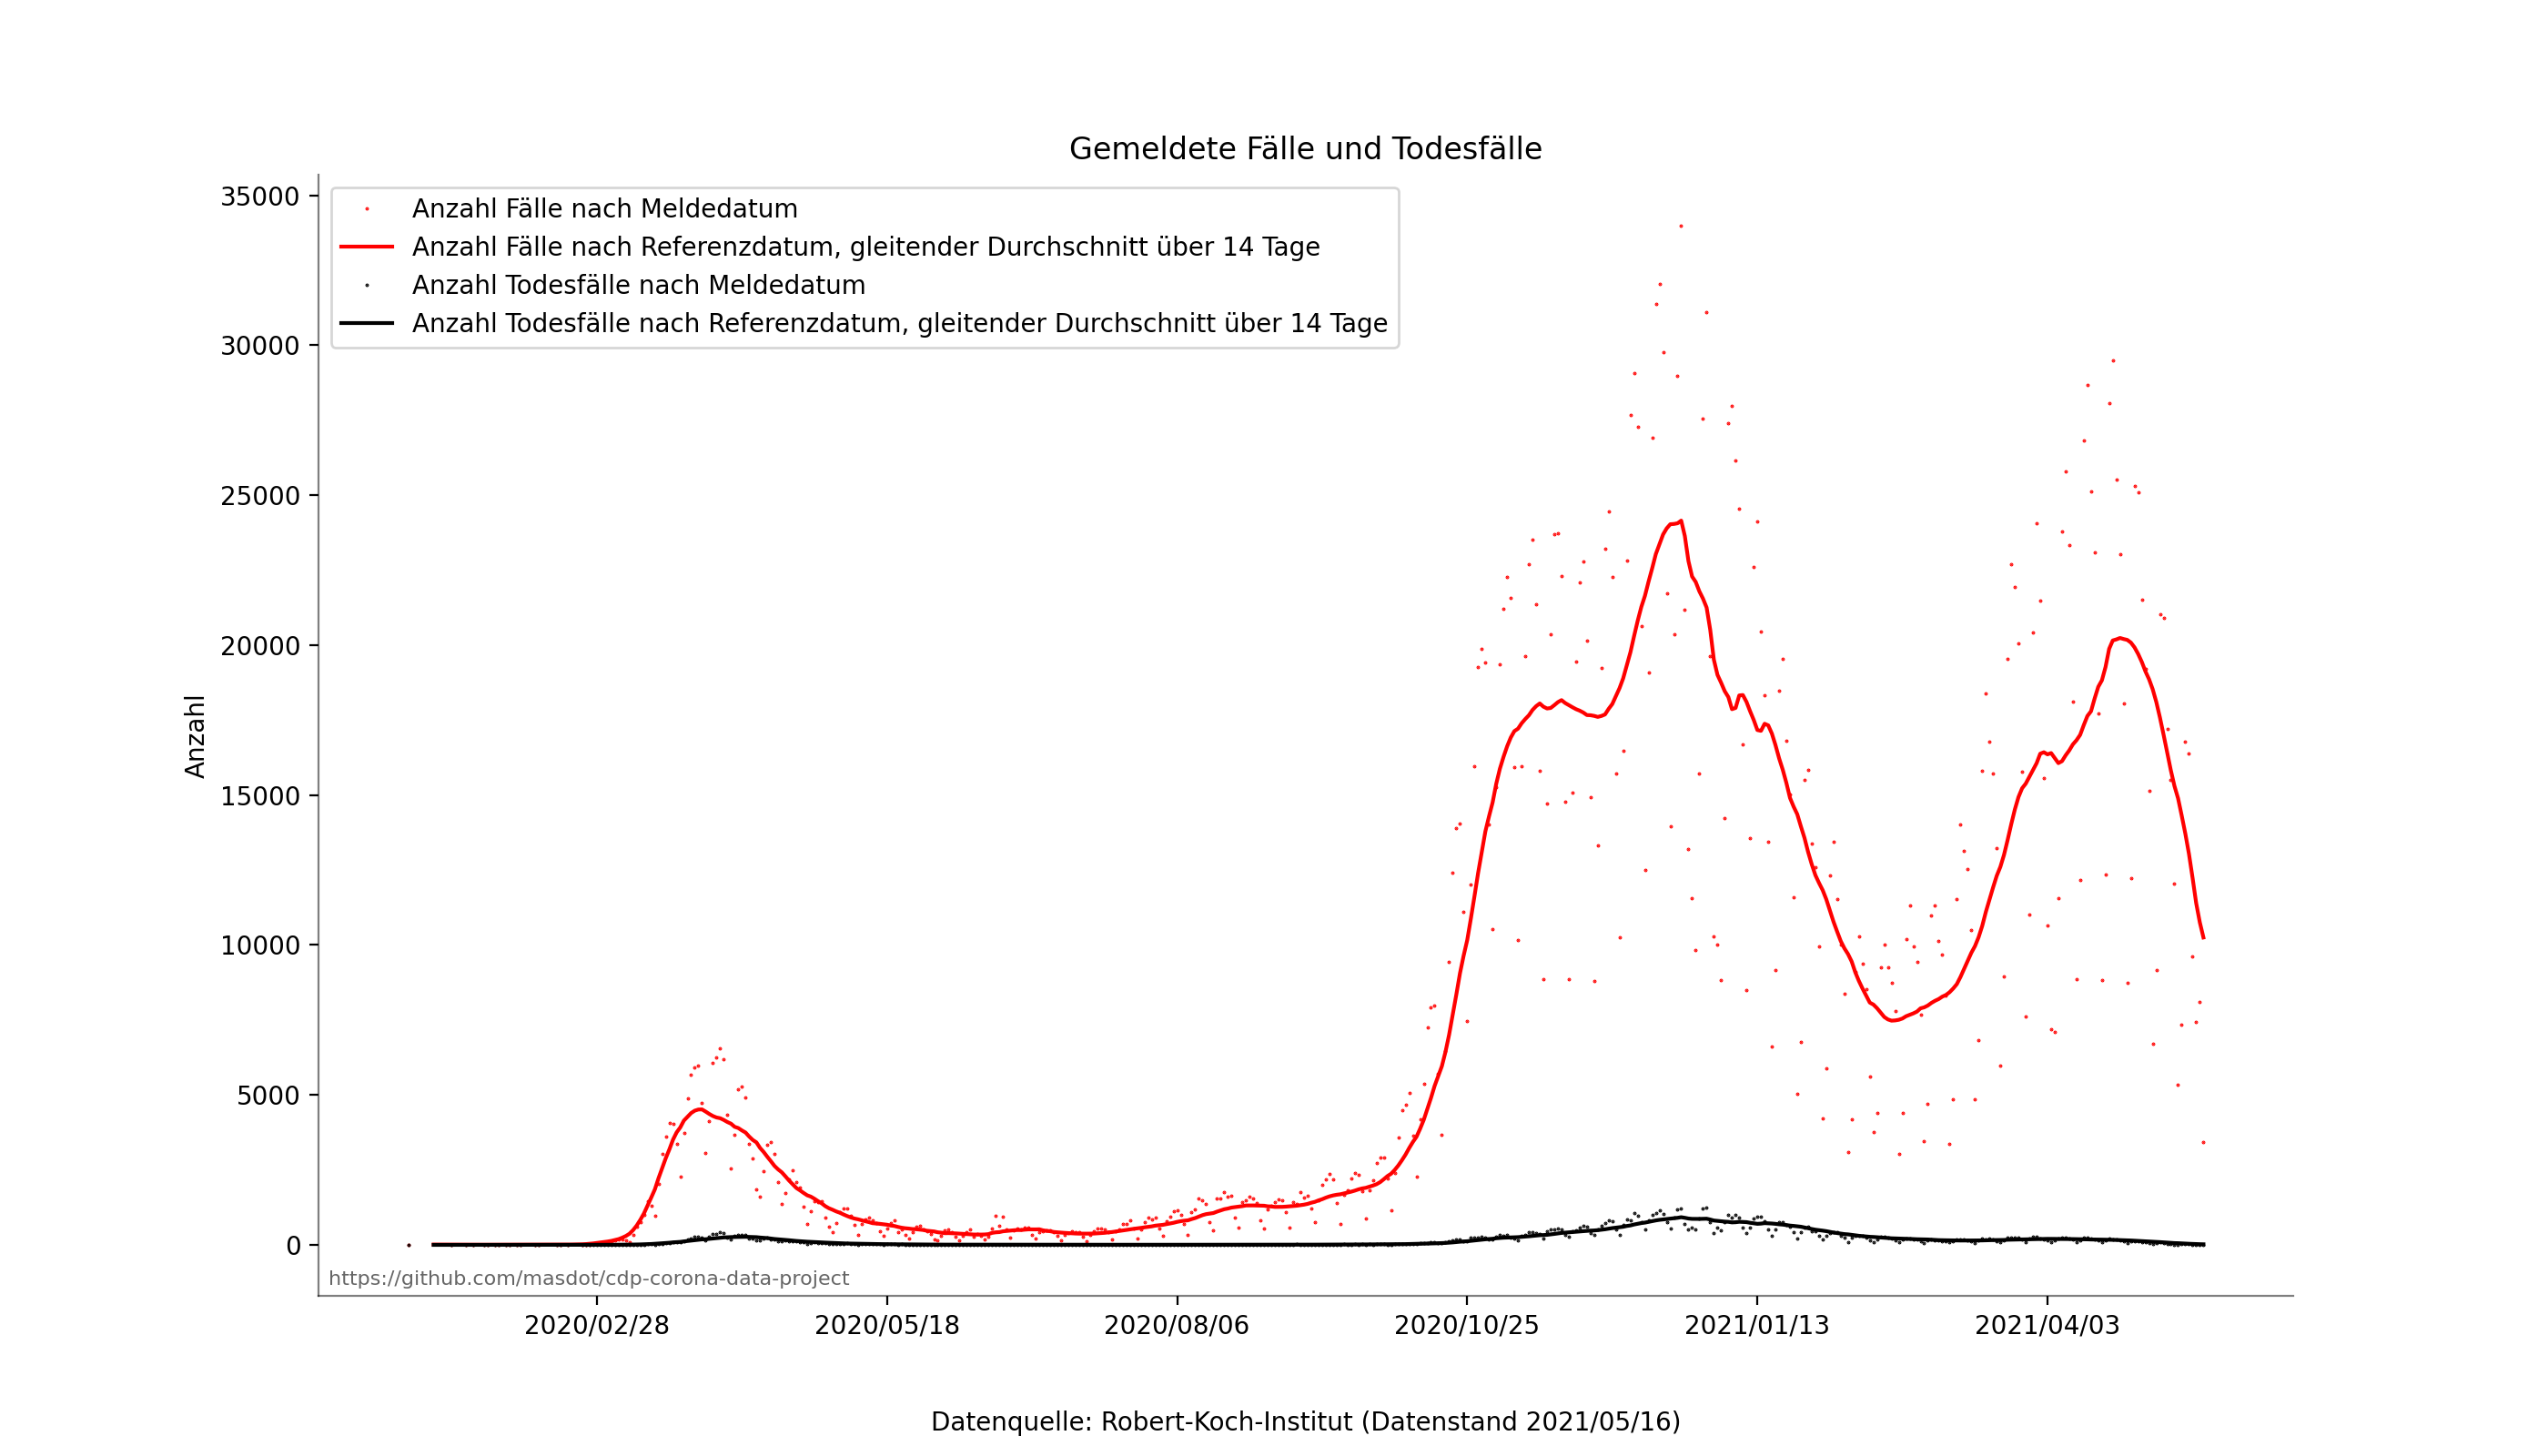 Gemeldete Fälle und Todesfälle
35000
30000
25000
20000
15000
10000
5000
0
Anzahl
Anzahl Fälle nach Meldedatum
Anzahl Fälle nach Referenzdatum, gleitender Durchschnitt über 14 Tage
Anzahl Todesfälle nach Meldedatum
Anzahl Todesfälle nach Referenzdatum, gleitender Durchschnitt über 14 Tage
https://github.com/masdot/cdp-corona-data-project
2020/02/28 2020/05/18 2020/08/06 2020/10/25 2021/01/13 2021/04/03
Datenquelle: Robert-Koch-Institut (Datenstand 2021/05/16)